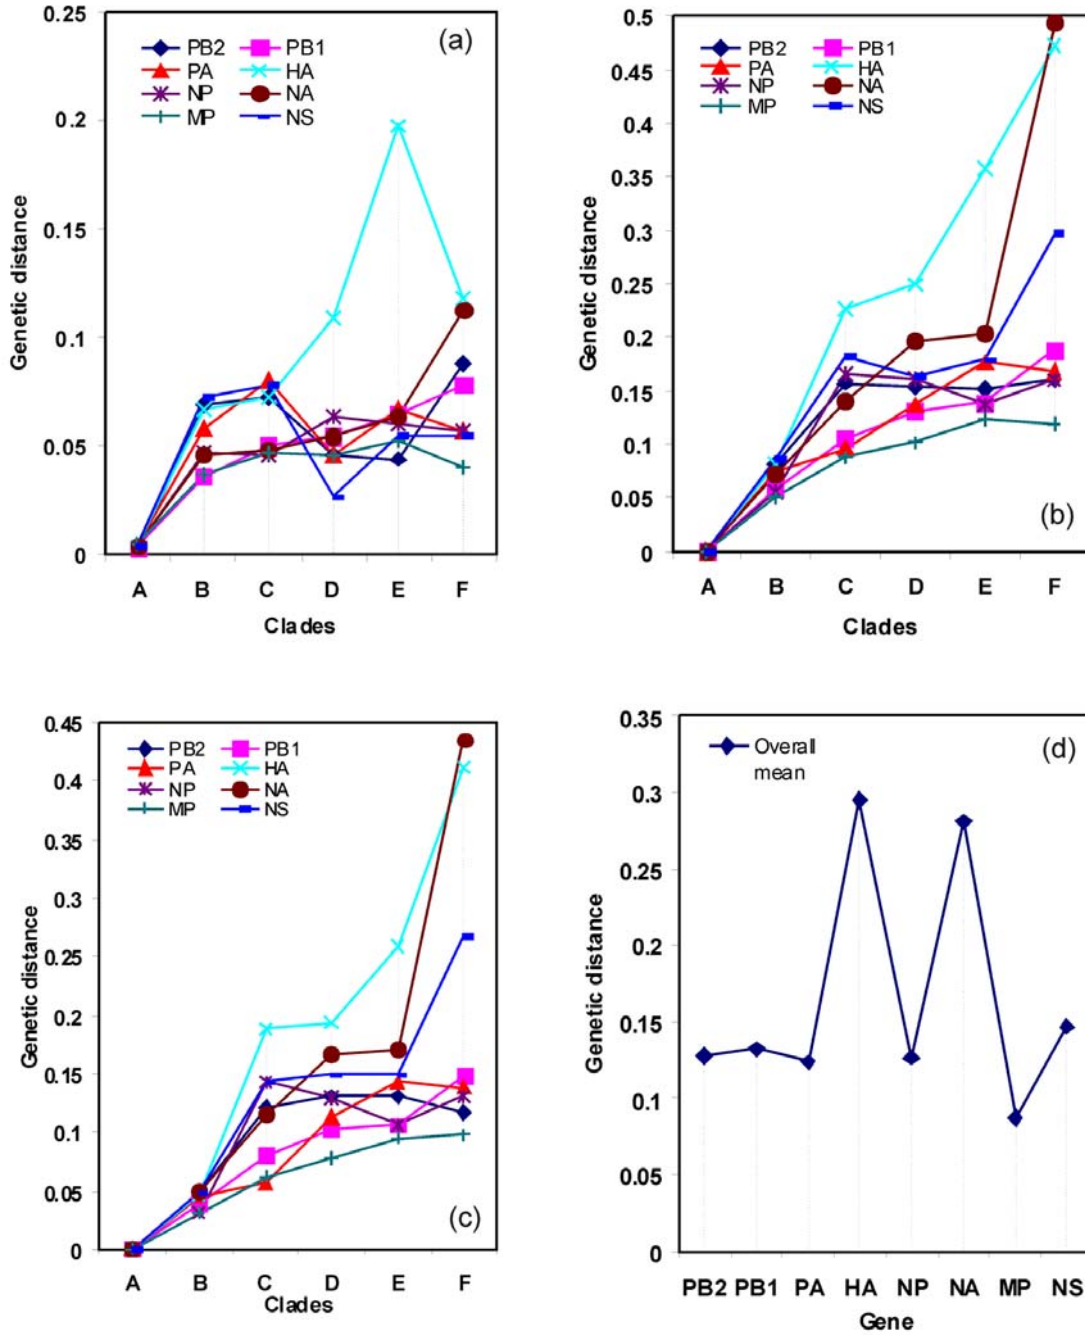 (a)
PB2 PB1
PA HA
NP NA
MP NS
0.25
0.2
0.15
0.1
0.05
0
Genetic distance
A B C D E F
Clades
(b)
PB2 PB1
PA HA
NP NA
MP NS
0.5
0.45
0.4
0.35
0.3
0.25
0.2
0.15
0.1
0.05
0
Genetic distance
A B C D E F
Clades
(c)
PB2 PB1
PA HA
NP NA
MP NS
0.45
0.4
0.35
0.3
0.25
0.2
0.15
0.1
0.05
0
Genetic distance
A B C D E F
Clades
(d)
Overall
mean
0.35
0.3
0.25
0.2
0.15
0.1
0.05
0
Genetic distance
PB2 PB1 PA HA NP NA MP NS
Gene